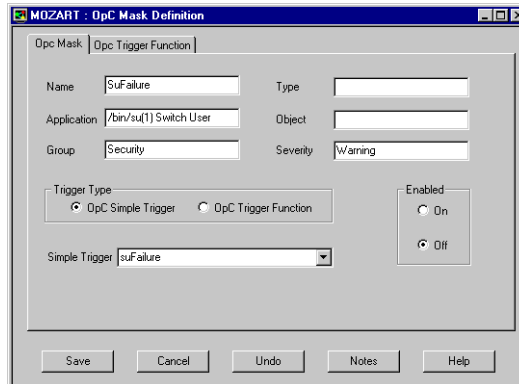 MOZART : OpC Mask Definition
Opc Mask Opc Trigger Function
Name SuFailure Type
Application /bin/su(1) Switch User Object
Group Security Severity Warning
Trigger Type Enabled
OpC Simple Trigger OpC Trigger Function On
Off
Simple Trigger suFailure
Save Cancel Undo Notes Help